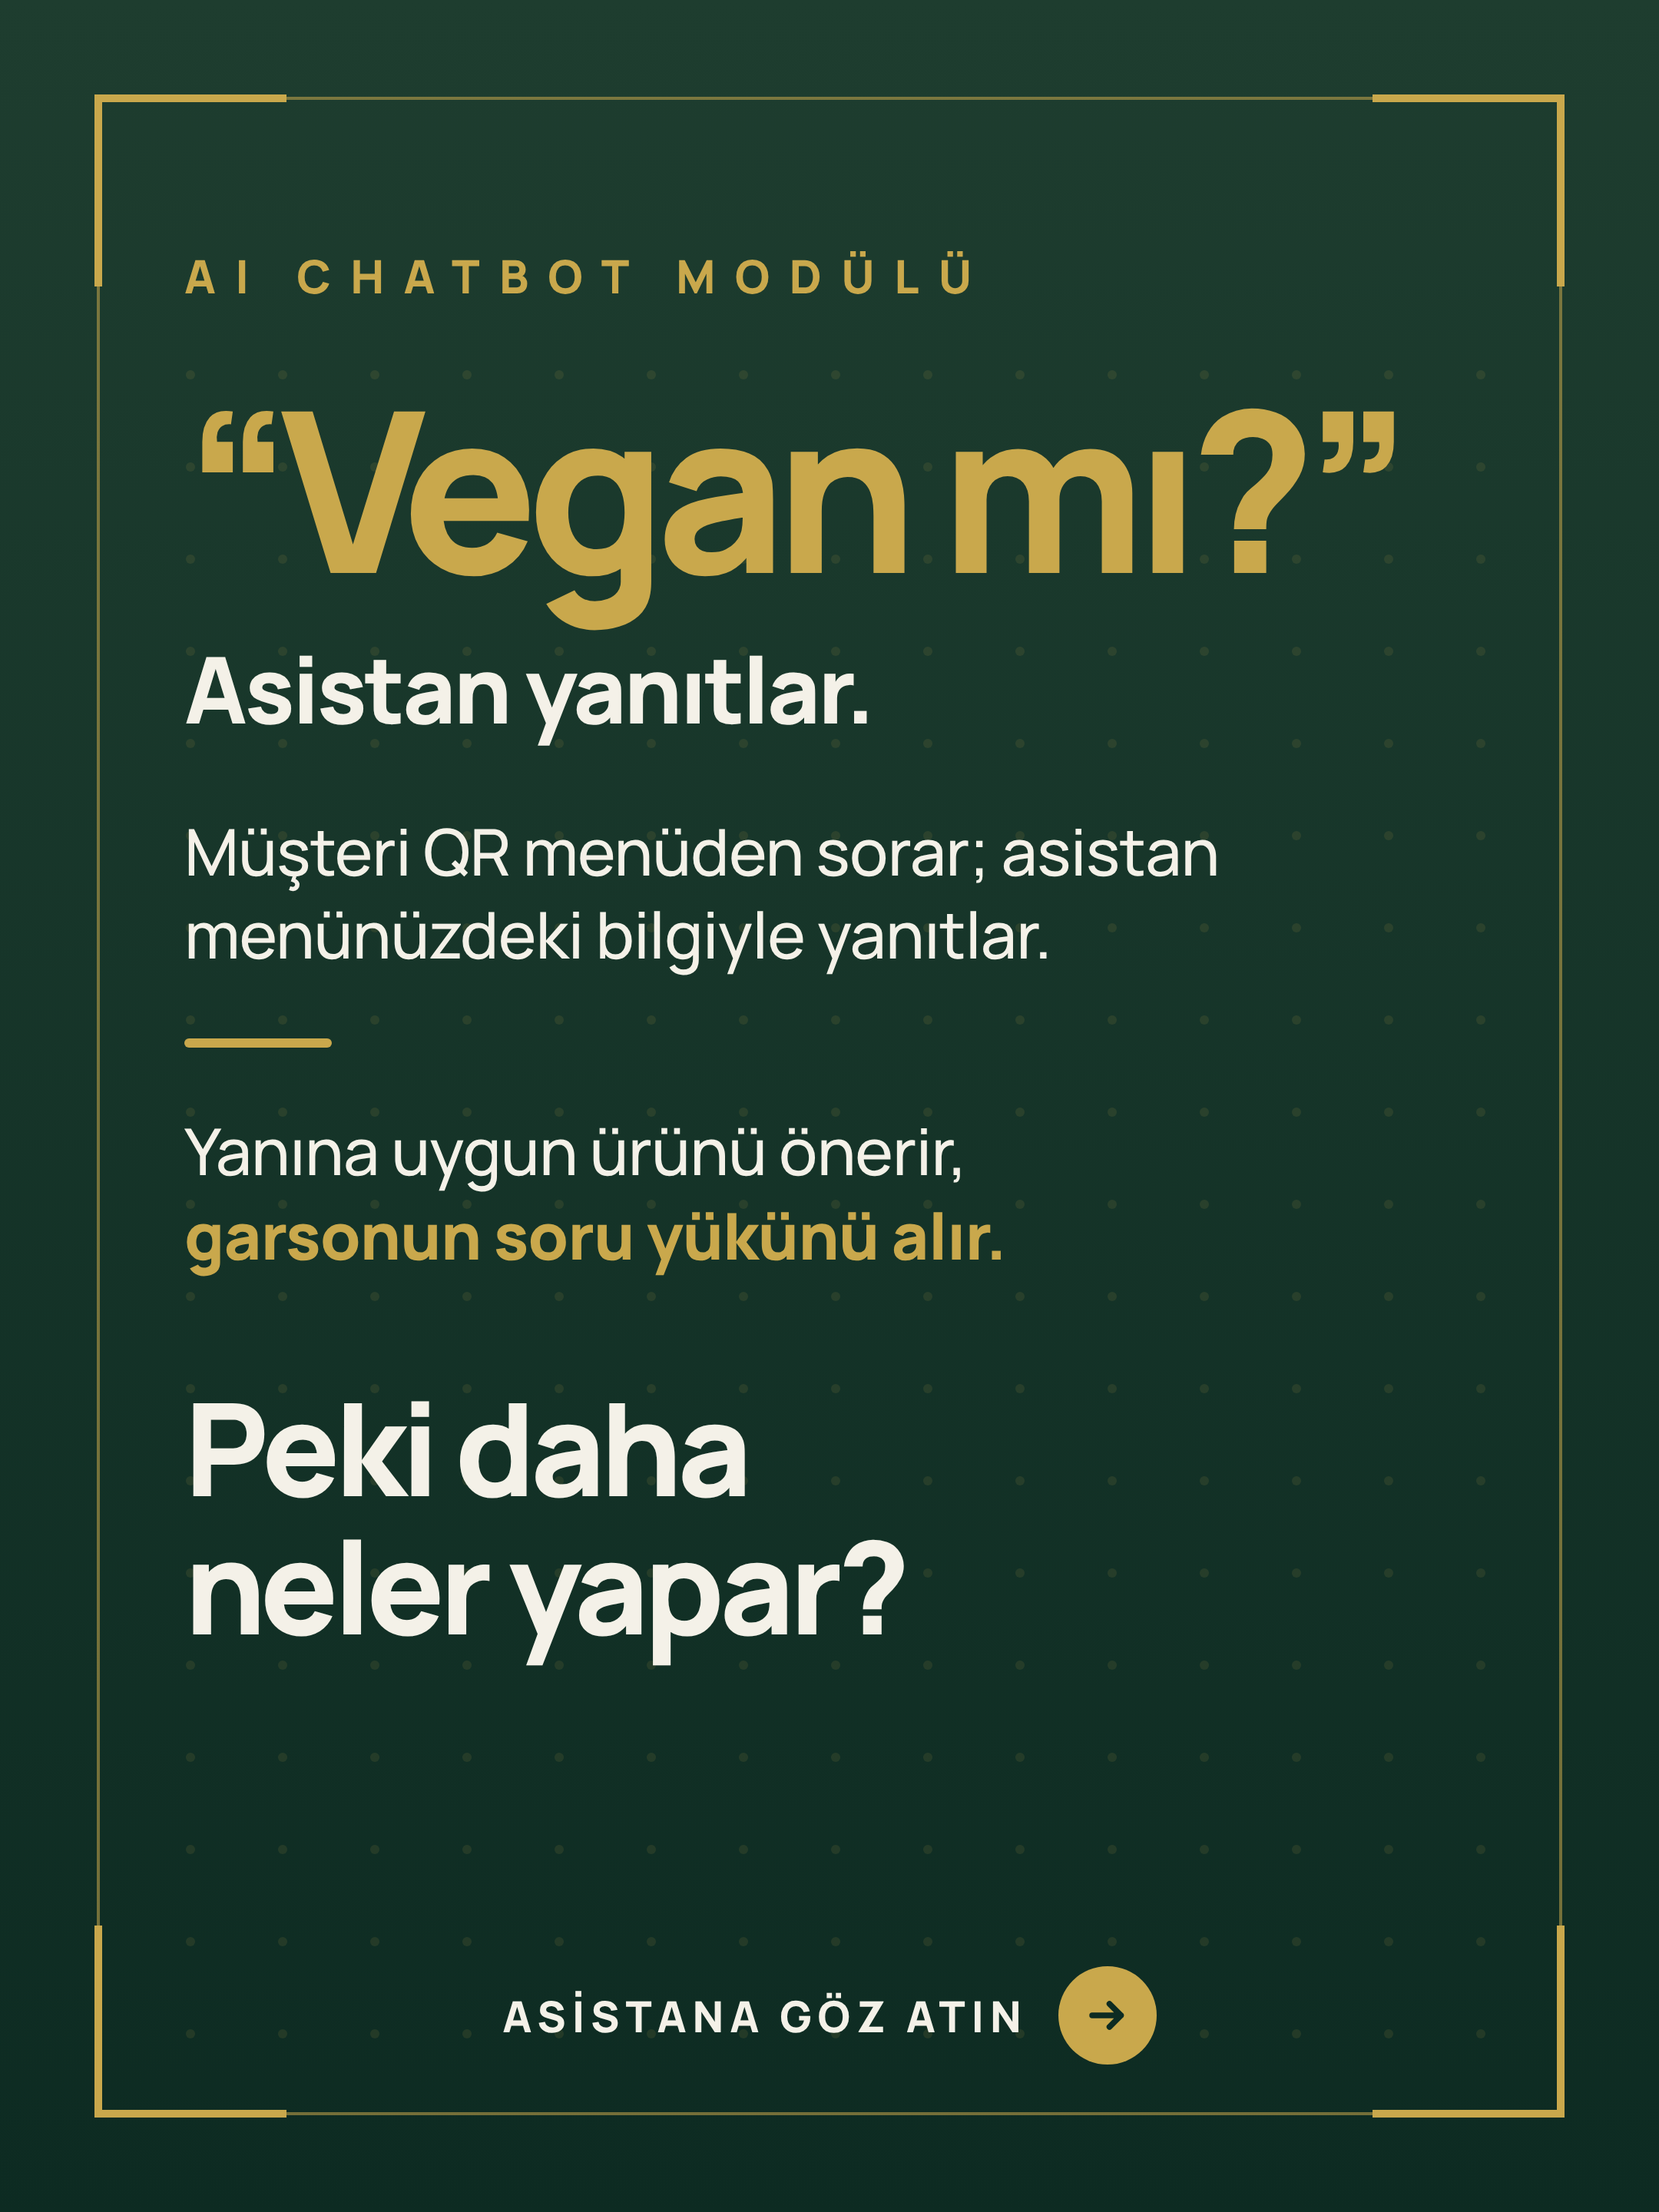 AI CHATBOT MODÜLÜ
“Vegan mı?”
Asistan yanıtlar.
Müşteri QR menüden sorar; asistan
menünüzdeki bilgiyle yanıtlar.
Yanına uygun ürünü önerir,
garsonun soru yükünü alır.
Peki daha
neler yapar?
ASİSTANA GÖZ ATIN